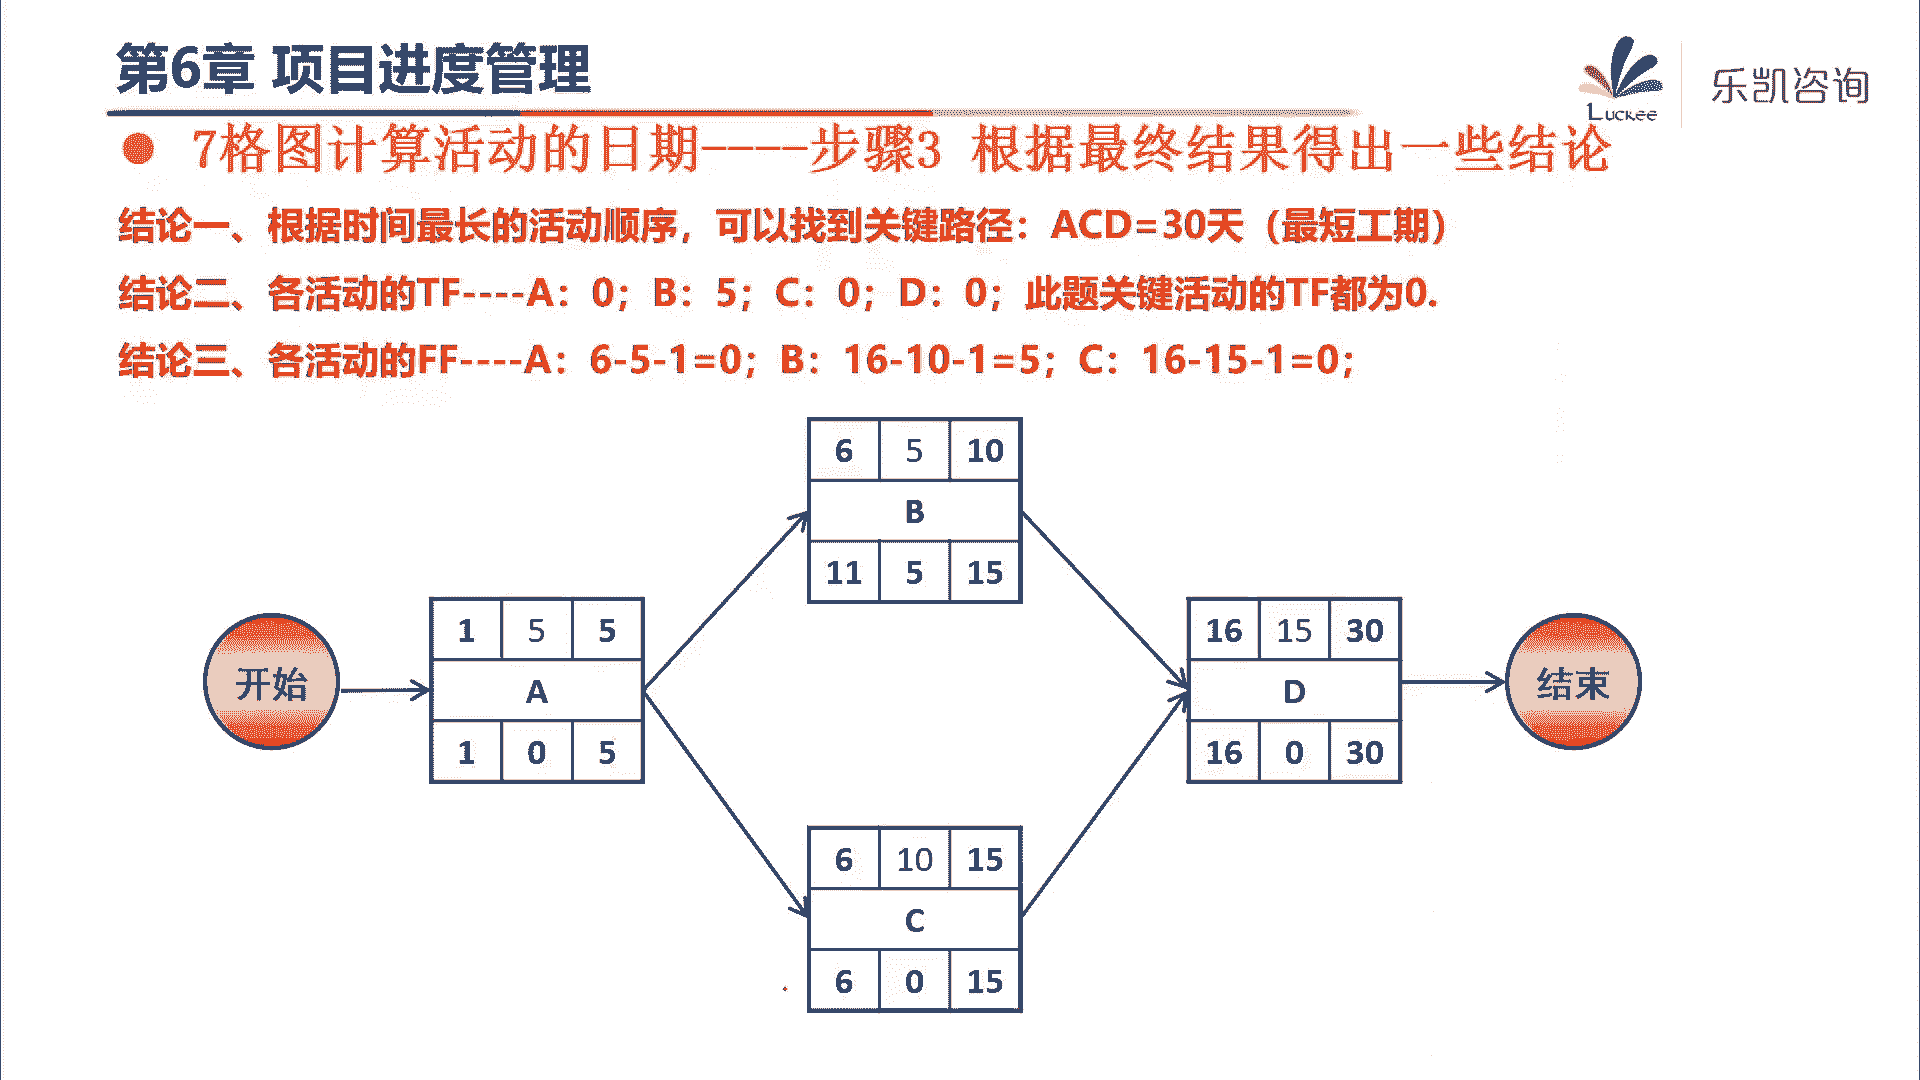 第6章 项目进度管理
Luckee 乐凯咨询
7格图计算活动的日期----步骤3 根据最终结果得出一些结论
结论一、根据时间最长的活动顺序，可以找到关键路径：ACD=30天（最短工期）
结论二、各活动的TF----A：0；B：5；C：0；D：0；此题关键活动的TF都为0.
结论三、各活动的FF----A：6-5-1=0；B：16-10-1=5；C：16-15-1=0；
6 5 10
B
11 5 15
开始
1 5 5
A
1 0 5
16 15 30
D
16 0 30
结束
6 10 15
C
6 0 15